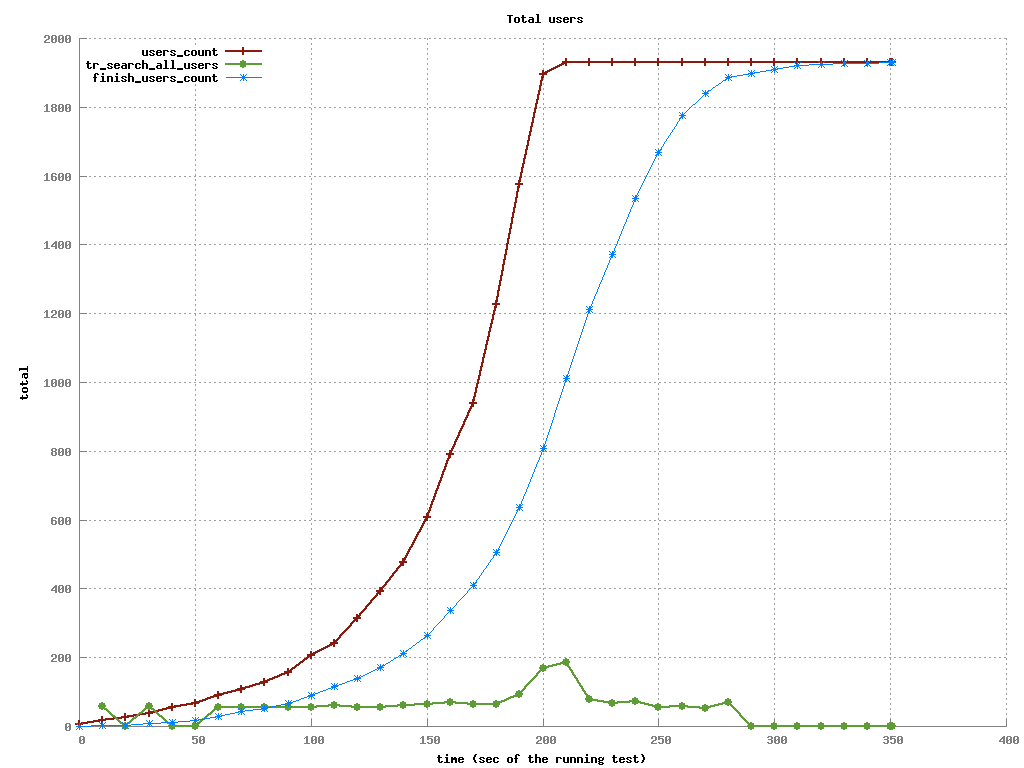 Total users
users_count
tr_search_all_users
finish_users_count
2000
1800
1600
1400
1200
1000
800
600
400
200
0
total
0 50 100 150 200 250 300 350 400
time (sec of the running test)